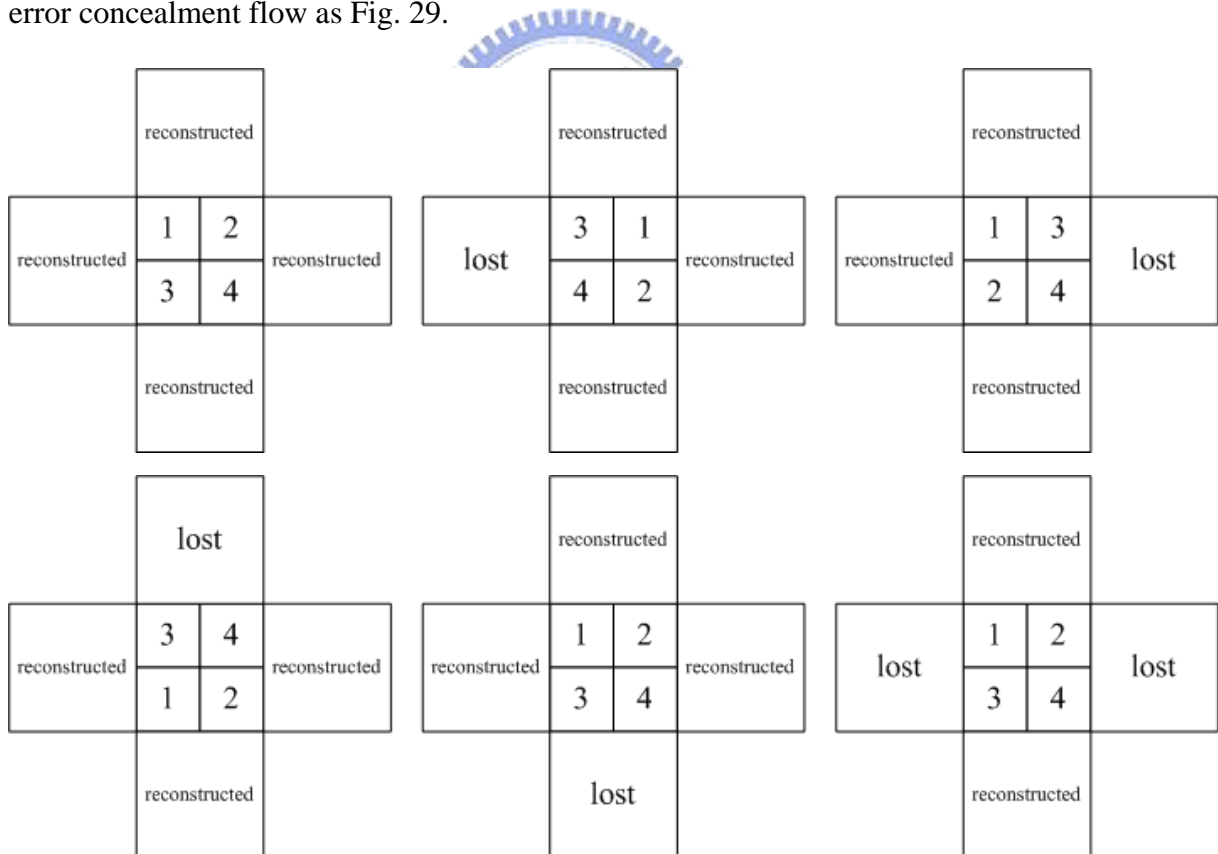 error concealment flow as Fig. 29.
reconstructed reconstructed reconstructed
1 2 3 1 1 3
reconstructed reconstructed lost reconstructed reconstructed lost
3 4 4 2 2 4
reconstructed reconstructed reconstructed
lost reconstructed reconstructed
3 4 1 2 1 2
reconstructed reconstructed reconstructed reconstructed lost lost
1 2 3 4 3 4
reconstructed lost reconstructed